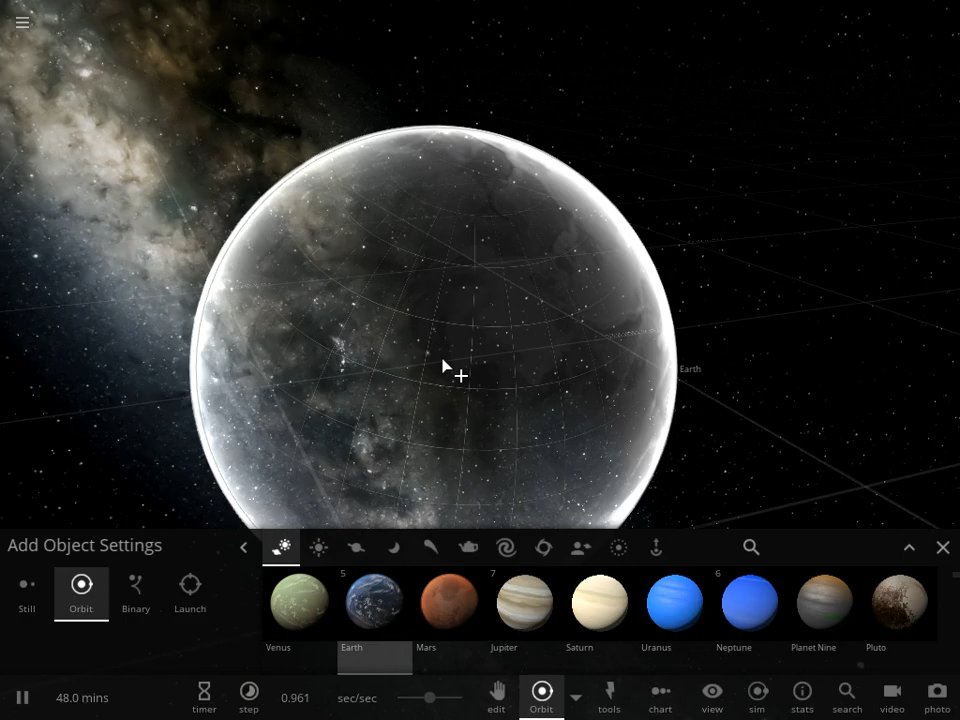 Earth
Add Object Settings
Still
Orbit
Binary
Launch
5
7
6
Venus
Earth
Mars
Jupiter
Saturn
Uranus
Neptune
Planet Nine
Pluto
48.0 mins
timer
step
0.961
sec/sec
edit
Orbit
tools
chart
view
sim
stats
search
video
photo